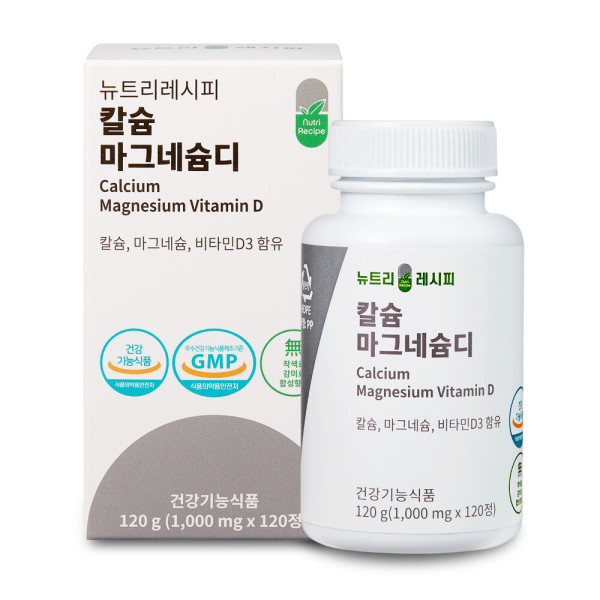 뉴트리레시피
칼슘
마그네슘디
Calcium
Magnesium Vitamin D
칼슘, 마그네슘, 비타민D3 함유
Nutri
Recipe
건강
기능식품
식품의약품안전처
우수건강기능식품제조기준
GMP
식품의약품안전처
無
착색료
감미료
합성향
건강기능식품
120 g (1,000 mg x 120정)
뉴트리
Nutri
Recipe
레시피
칼슘
마그네슘디
Calcium
Magnesium Vitamin D
칼슘, 마그네슘, 비타민D3 함유
건강기능식품
120 g (1,000 mg x 120정)
PP